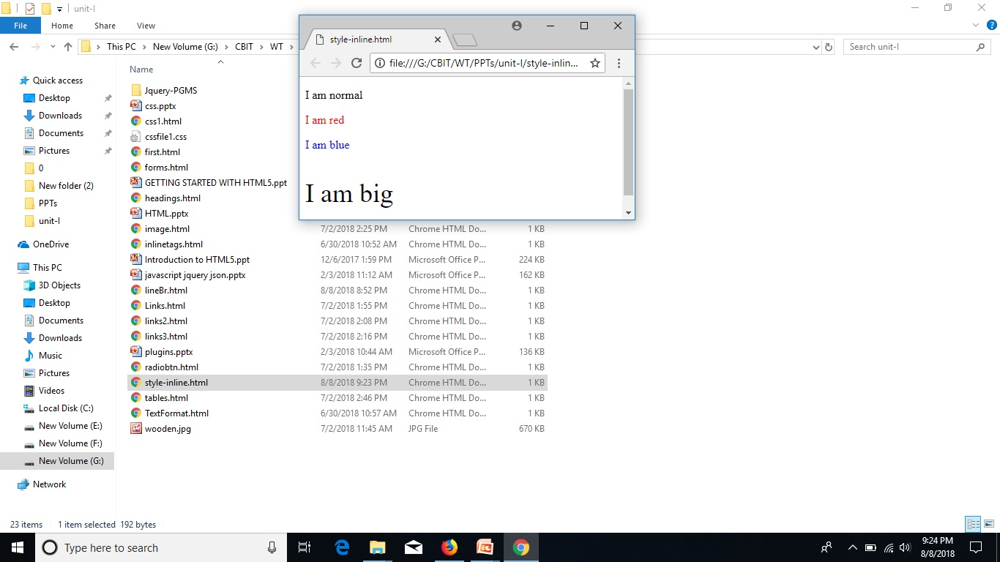 unit-I
File Home Share View
This PC New Volume (G:) CBIT WT
Search unit-I
Quick access
Desktop
Downloads
Documents
Pictures
0
New folder (2)
PPTs
unit-I
OneDrive
This PC
3D Objects
Desktop
Documents
Downloads
Music
Pictures
Videos
Local Disk (C:)
New Volume (E:)
New Volume (F:)
New Volume (G:)
Network
Name
Jquery-PGMS
css.pptx
css1.html
cssfile1.css
first.html
forms.html
GETTING STARTED WITH HTML5.ppt
headings.html
HTML.pptx
image.html 7/2/2018 2:25 PM Chrome HTML Do... 1 KB
inlinetags.html 6/30/2018 10:52 AM Chrome HTML Do... 1 KB
Introduction to HTML5.ppt 12/6/2017 1:59 PM Microsoft Office P... 224 KB
javascript jquery json.pptx 2/3/2018 11:12 AM Microsoft Office P... 162 KB
lineBr.html 8/8/2018 8:52 PM Chrome HTML Do... 1 KB
Links.html 7/2/2018 1:55 PM Chrome HTML Do... 1 KB
links2.html 7/2/2018 2:08 PM Chrome HTML Do... 1 KB
links3.html 7/2/2018 2:16 PM Chrome HTML Do... 1 KB
plugins.pptx 2/3/2018 10:44 AM Microsoft Office P... 136 KB
radiobtn.html 7/2/2018 1:35 PM Chrome HTML Do... 1 KB
style-inline.html 8/8/2018 9:23 PM Chrome HTML Do... 1 KB
tables.html 7/2/2018 2:46 PM Chrome HTML Do... 1 KB
TextFormat.html 6/30/2018 10:57 AM Chrome HTML Do... 1 KB
wooden.jpg 7/2/2018 11:45 AM JPG File 670 KB
style-inline.html
file:///G:/CBIT/WT/PPTs/unit-I/style-inlin...
I am normal
I am red
I am blue
I am big
23 items 1 item selected 192 bytes
Type here to search
9:24 PM
8/8/2018